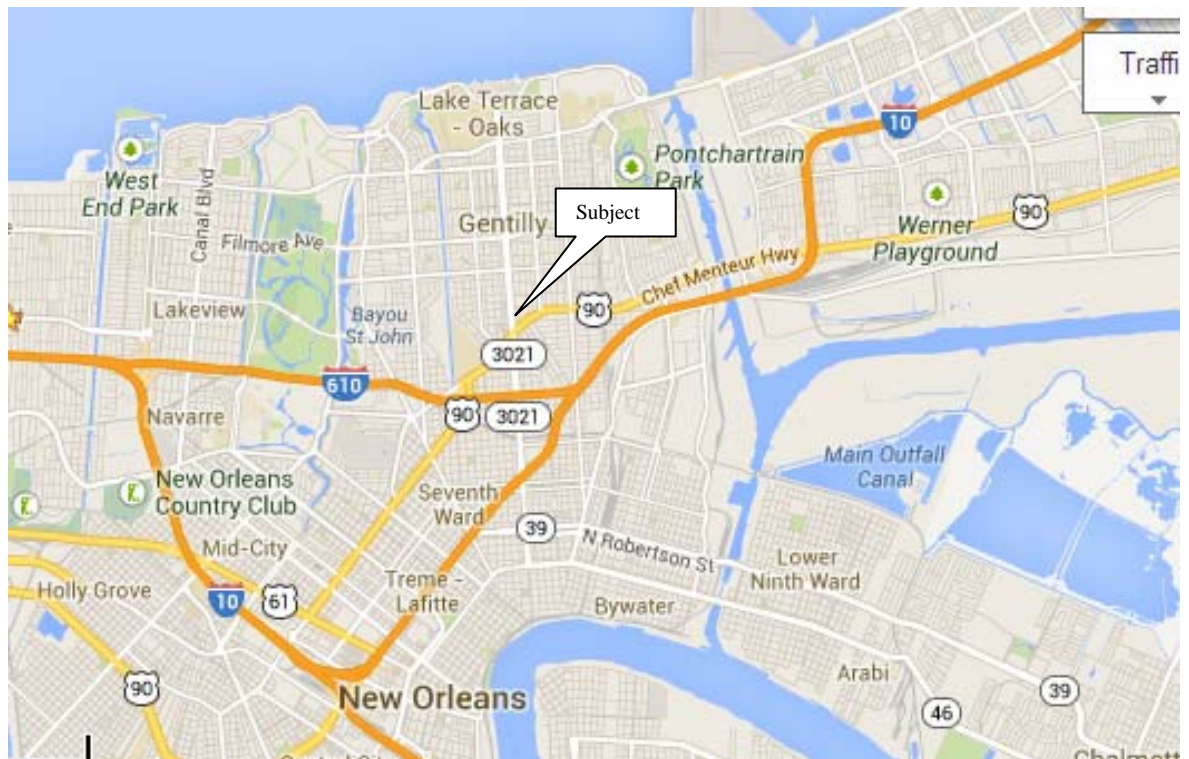 Traffi
10
Lake Terrace
- Oaks
Pontchartrain
Park
West
End Park
Canal Blvd
Subject
Gentilly
90
Werner
Playground
Filmore Ave
Chef Menteur Hwy
Lakeview
Bayou
St John
90
3021
610
90
3021
Navarre
Main Outfall
Canal
New Orleans
Country Club
Seventh
Ward
39
N Robertson St
Mid-City
Lower
Ninth Ward
Holly Grove
Treme -
Lafitte
10
61
Bywater
Arabi
90
39
New Orleans
46